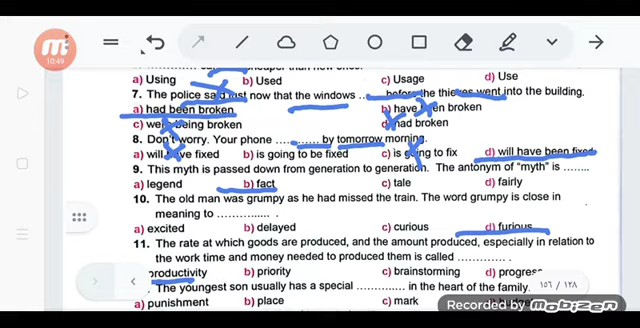 10:49
a) Using b) Used c) Usage d) Use
7. The police said just now that the windows .. before the thieves went into the building.
a) had been broken b) have been broken
c) were being broken d) had broken
8. Don't worry. Your phone ............. by tomorrow morning.
a) will have fixed b) is going to be fixed c) is going to fix d) will have been fixed
9. This myth is passed down from generation to generation. The antonym of "myth" is ........
a) legend b) fact c) tale d) fairly
10. The old man was grumpy as he had missed the train. The word grumpy is close in
meaning to ............... .
a) excited b) delayed c) curious d) furious
11. The rate at which goods are produced, and the amount produced, especially in relation to
the work time and money needed to produced them is called ............. .
productivity b) priority c) brainstorming d) progress
. The youngest son usually has a special .............. in the heart of the family.
a) punishment b) place c) mark
١٥٦ / ١٢٨
Recorded by mobizen